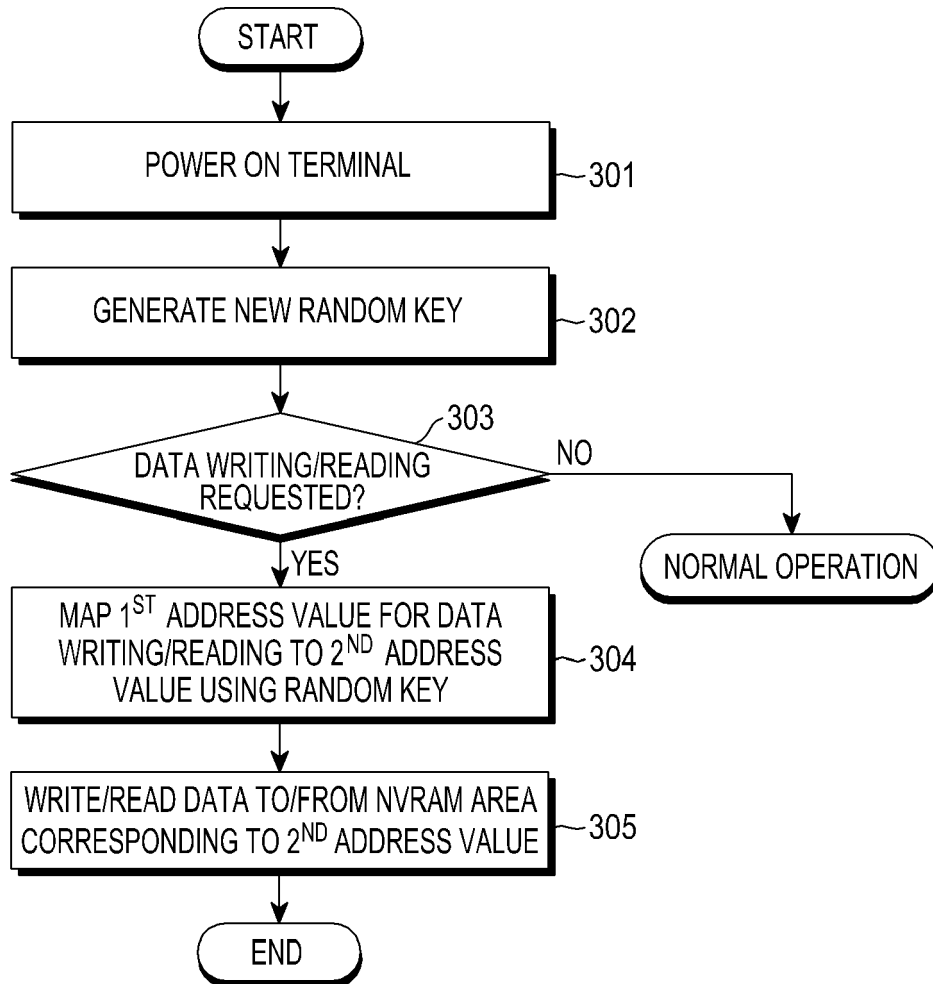 START
POWER ON TERMINAL
301
GENERATE NEW RANDOM KEY
302
303
DATA WRITING/READING
REQUESTED?
NO
YES
NORMAL OPERATION
MAP 1ST ADDRESS VALUE FOR DATA
WRITING/READING TO 2ND ADDRESS
VALUE USING RANDOM KEY
304
WRITE/READ DATA TO/FROM NVRAM AREA
CORRESPONDING TO 2ND ADDRESS VALUE
305
END